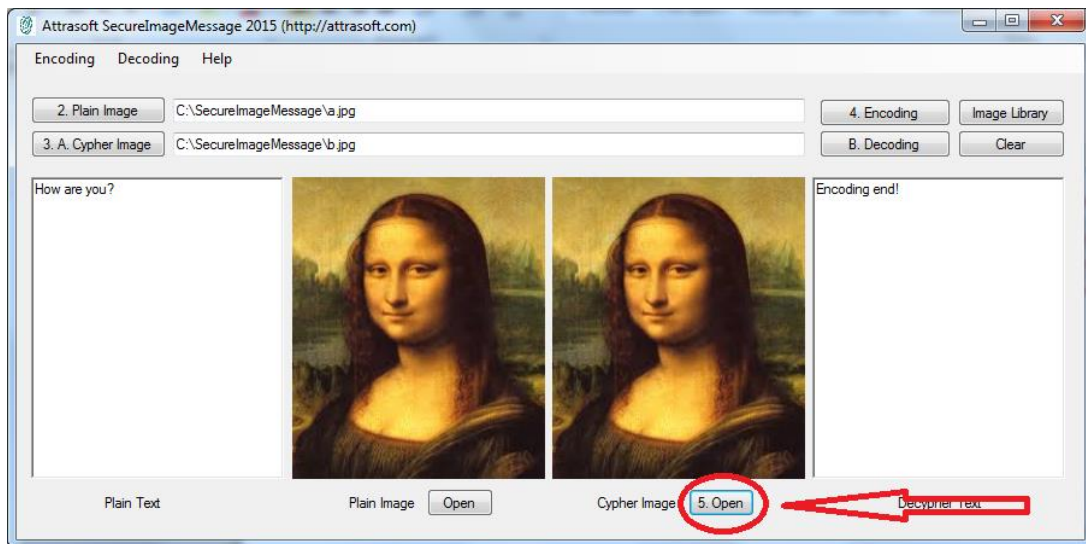 Attrasoft SecureImageMessage 2015 (http://attrasoft.com)
Encoding Decoding Help
2. Plain Image C:\SecureImageMessage\a.jpg 4. Encoding Image Library
3. A. Cypher Image C:\SecureImageMessage\b.jpg B. Decoding Clear
How are you? Encoding end!
Plain Text Plain Image Open Cypher Image 5. Open Decypher Text